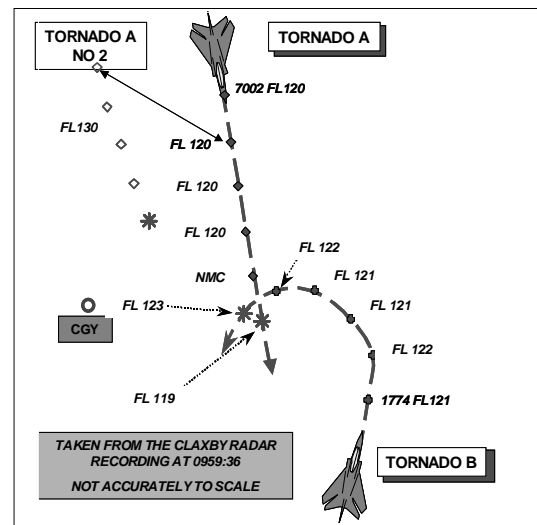 TORNADO A
NO 2
TORNADO A
7002 FL120
FL130
FL 120
FL 120
FL 120
FL 122
NMC
FL 121
FL 123
FL 121
CGY
FL 122
FL 119
1774 FL121
TAKEN FROM THE CLAXBY RADAR
RECORDING AT 0959:36
NOT ACCURATELY TO SCALE
TORNADO B